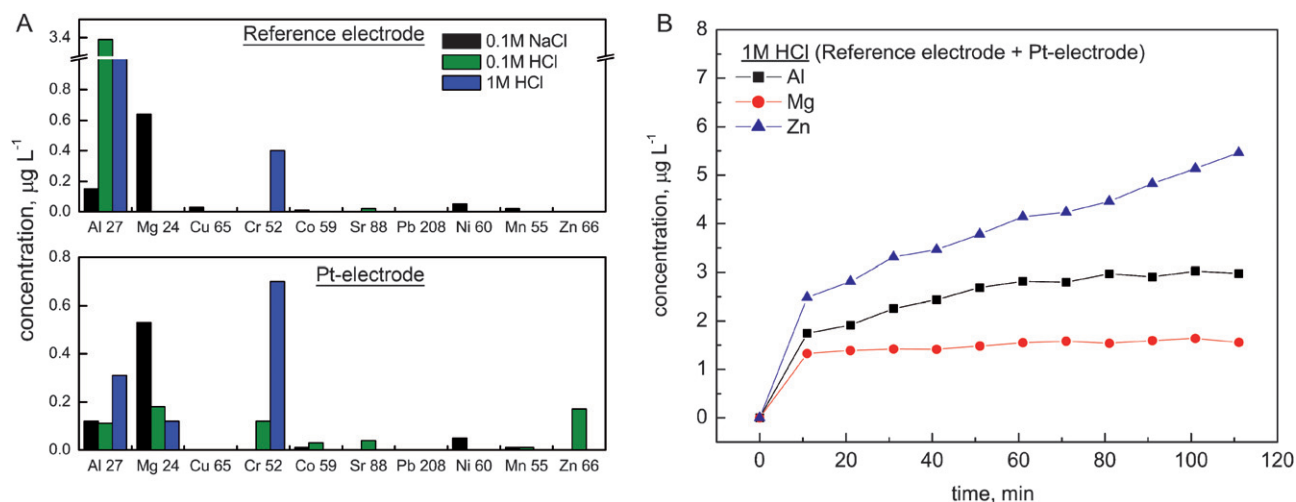 A
Reference electrode
0.1M NaCl
0.1M HCl
1M HCl
3.4
0.8
0.6
0.4
0.2
0.0
Al 27 Mg 24 Cu 65 Cr 52 Co 59 Sr 88 Pb 208 Ni 60 Mn 55 Zn 66
concentration, µg L⁻¹
Pt-electrode
0.8
0.6
0.4
0.2
0.0
Al 27 Mg 24 Cu 65 Cr 52 Co 59 Sr 88 Pb 208 Ni 60 Mn 55 Zn 66
B
1M HCl (Reference electrode + Pt-electrode)
Al
Mg
Zn
8
7
6
5
4
3
2
1
0
concentration, µg L⁻¹
0 20 40 60 80 100 120
time, min